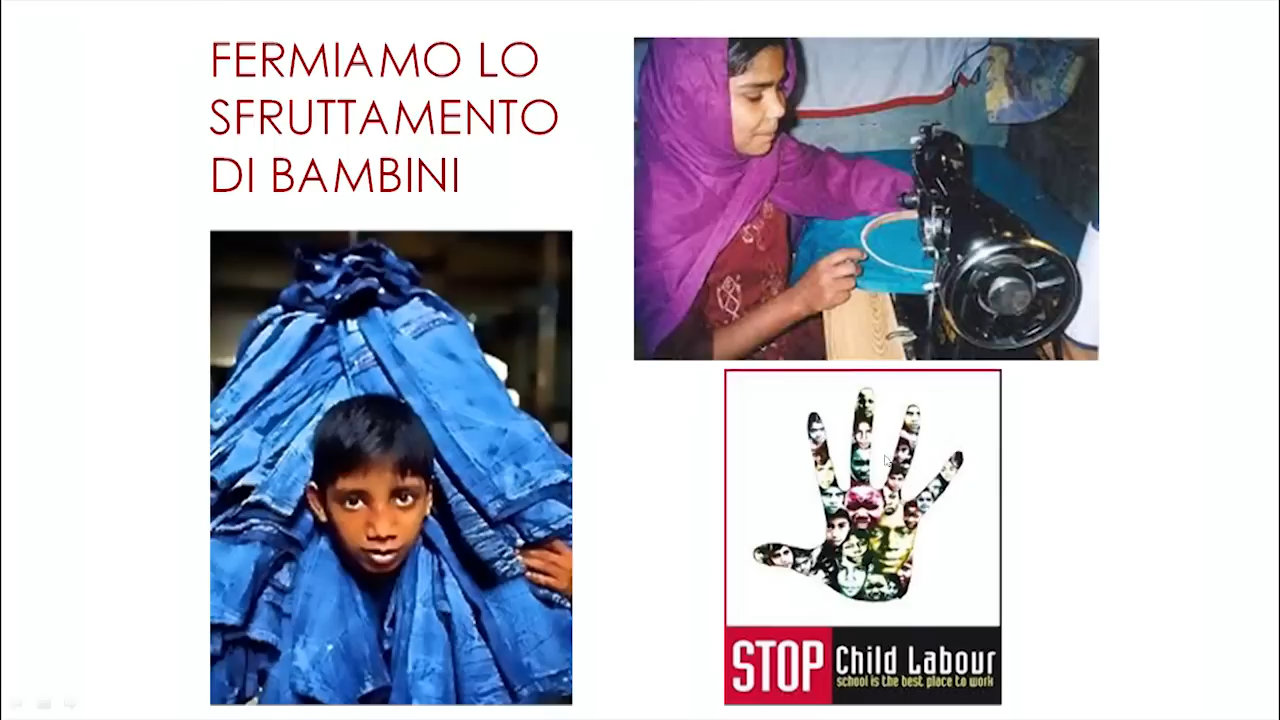 FERMIAMO LO
SFRUTTAMENTO
DI BAMBINI
STOP
Child Labour
school is the best place to work